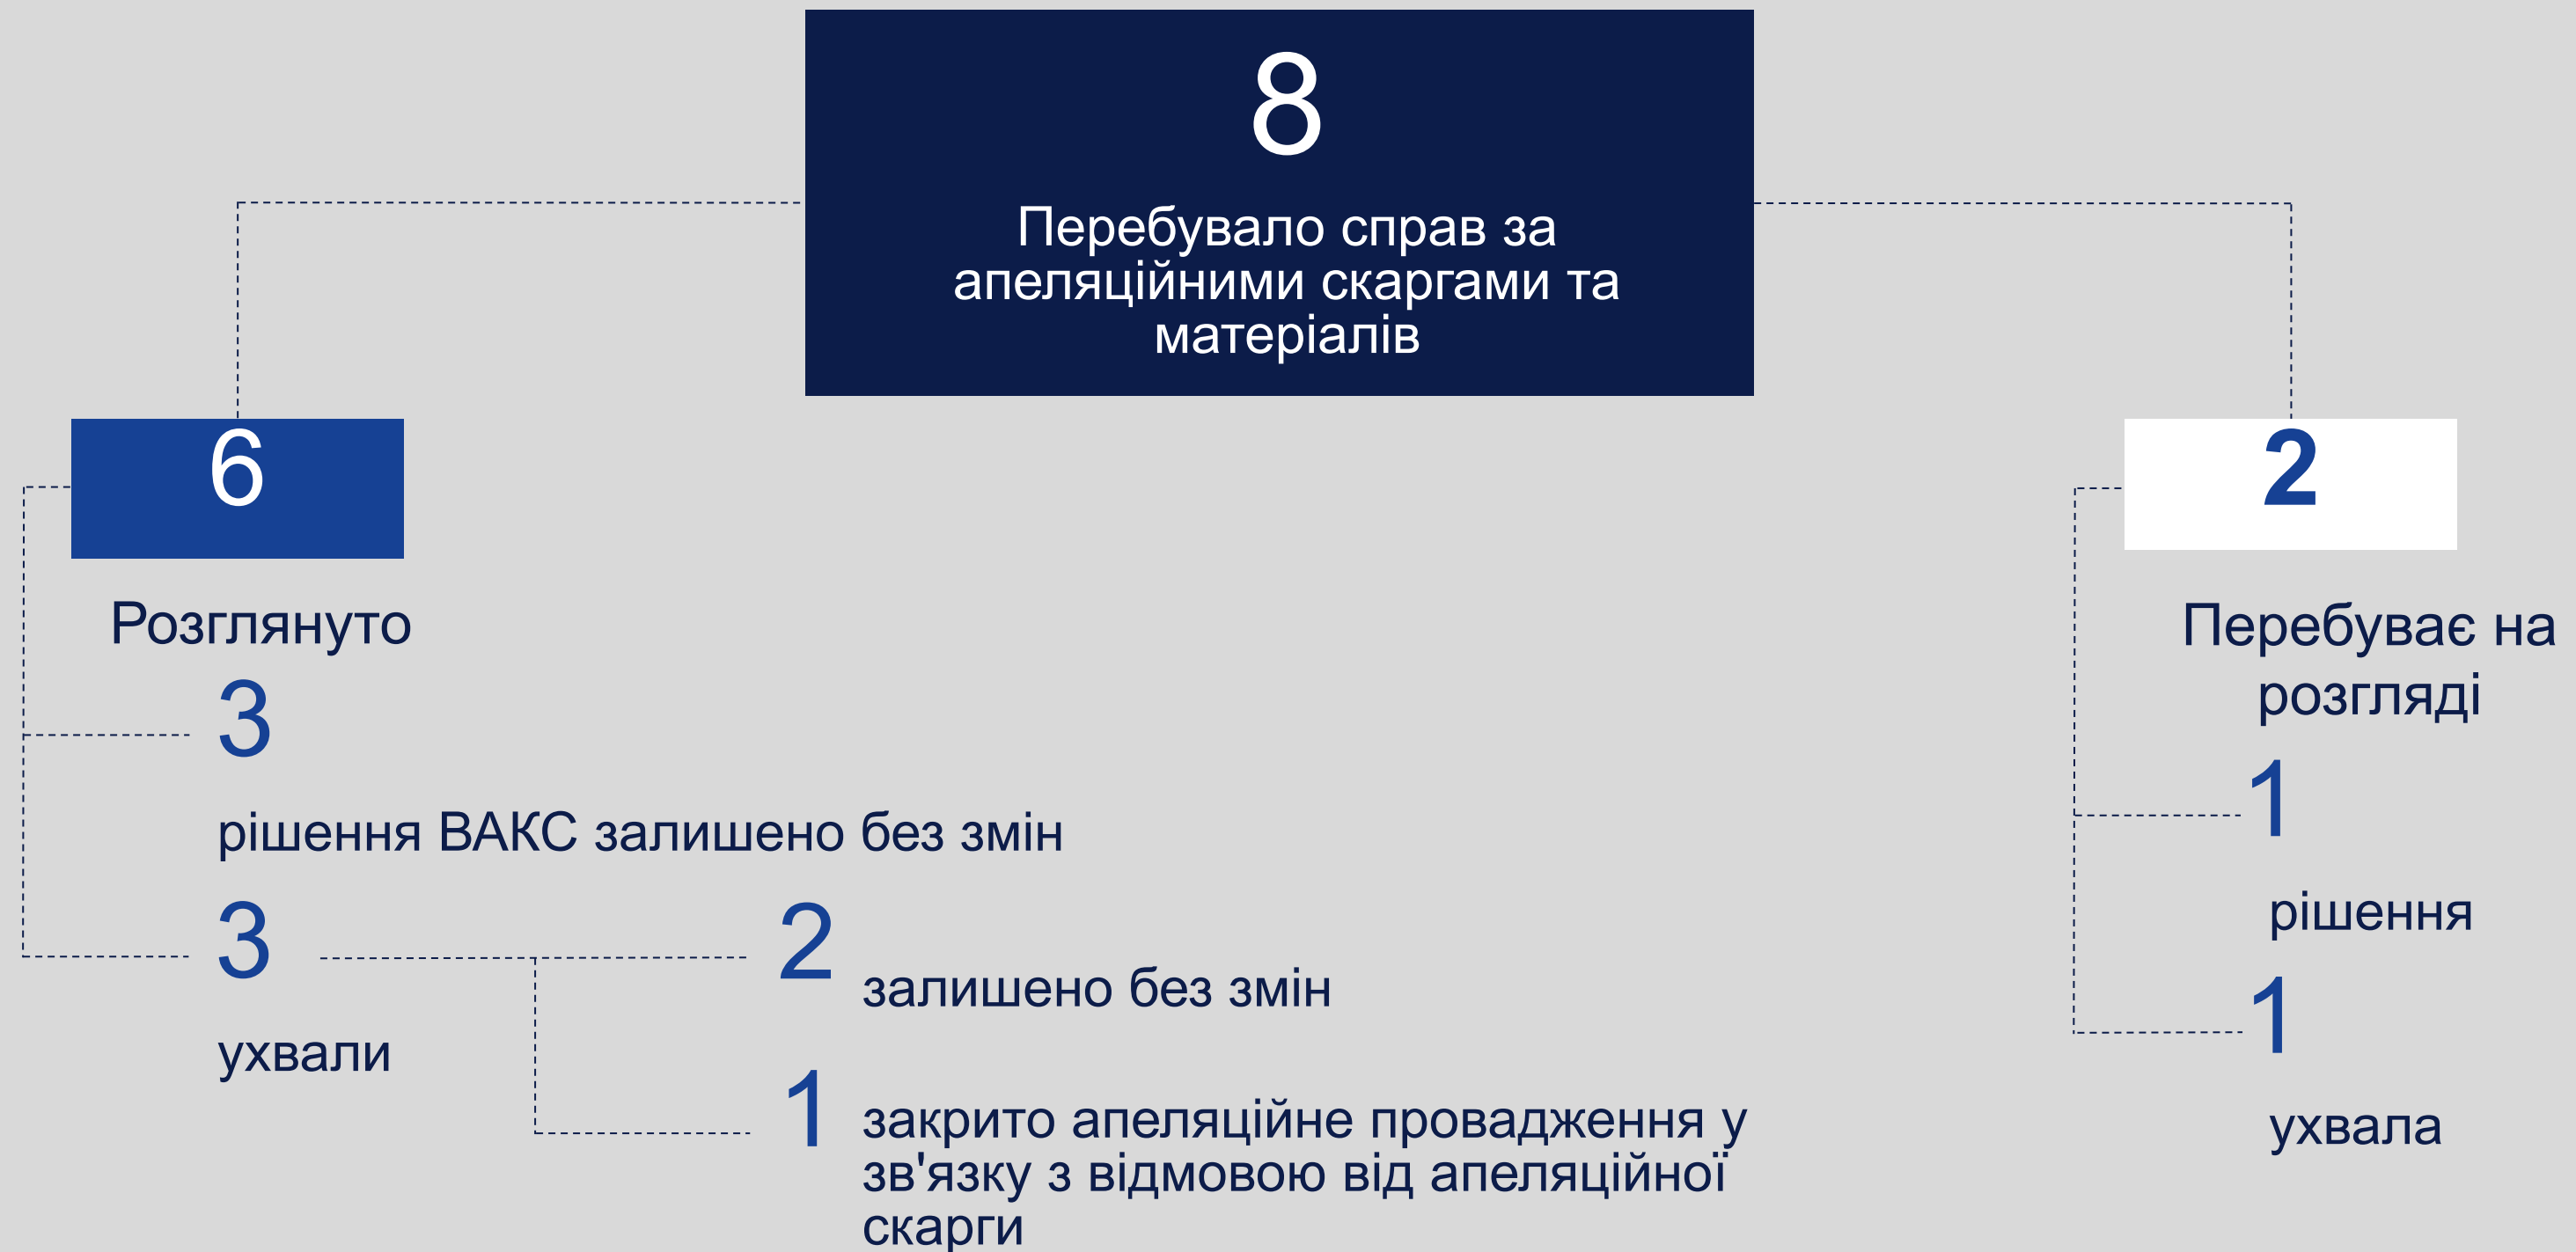 8
Перебувало справ за
апеляційними скаргами та
матеріалів
6
Розглянуто
3
рішення ВАКС залишено без змін
3
ухвали
2
залишено без змін
1
закрито апеляційне провадження у
зв'язку з відмовою від апеляційної
скарги
2
Перебуває на
розгляді
1
рішення
1
ухвала